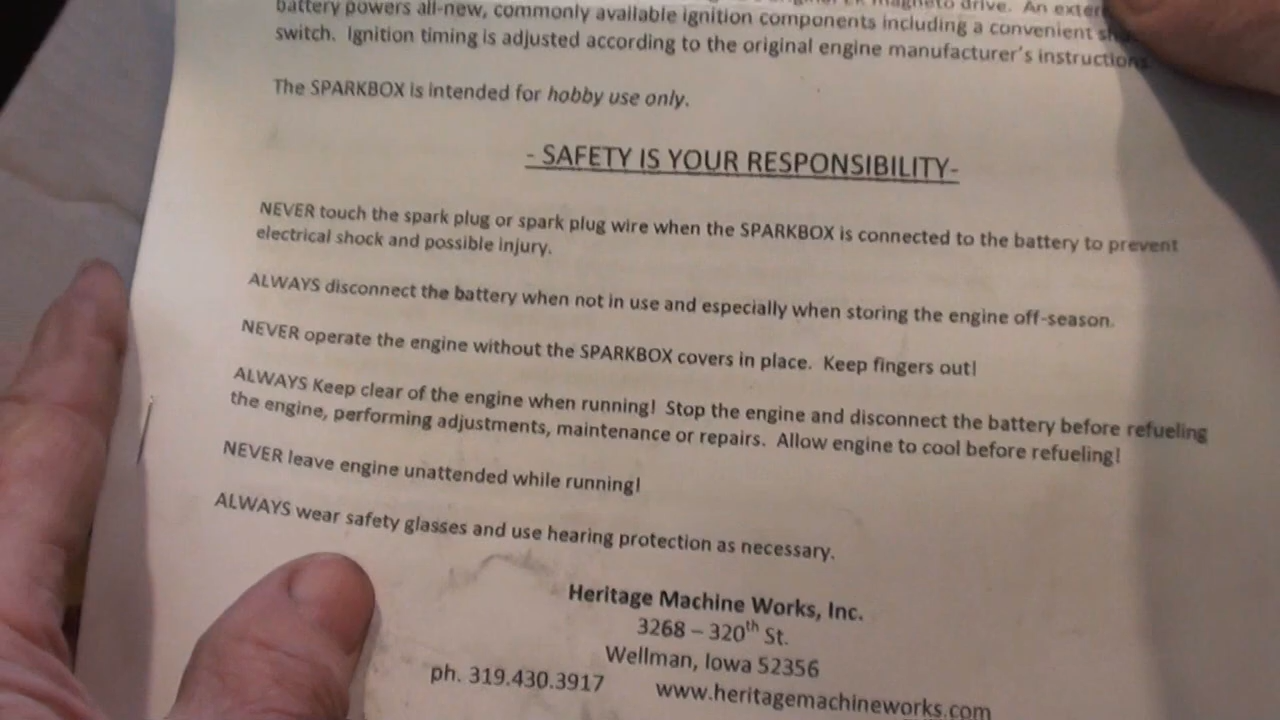 magneto drive. An
battery powers all-new, commonly available ignition components including a convenient
switch. Ignition timing is adjusted according to the original engine manufacturer's instructions
The SPARKBOX is intended for hobby use only.
- SAFETY IS YOUR RESPONSIBILITY-
NEVER touch the spark plug or spark plug wire when the SPARKBOX is connected to the battery to prevent
electrical shock and possible injury.
ALWAYS disconnect the battery when not in use and especially when storing the engine off-season.
NEVER operate the engine without the SPARKBOX covers in place. Keep fingers out!
ALWAYS Keep clear of the engine when running! Stop the engine and disconnect the battery before refueling
the engine, performing adjustments, maintenance or repairs. Allow engine to cool before refueling!
NEVER leave engine unattended while running!
ALWAYS wear safety glasses and use hearing protection as necessary.
Heritage Machine Works, Inc.
3268 – 320th St.
Wellman, Iowa 52356
ph. 319.430.3917 www.heritagemachineworks.com